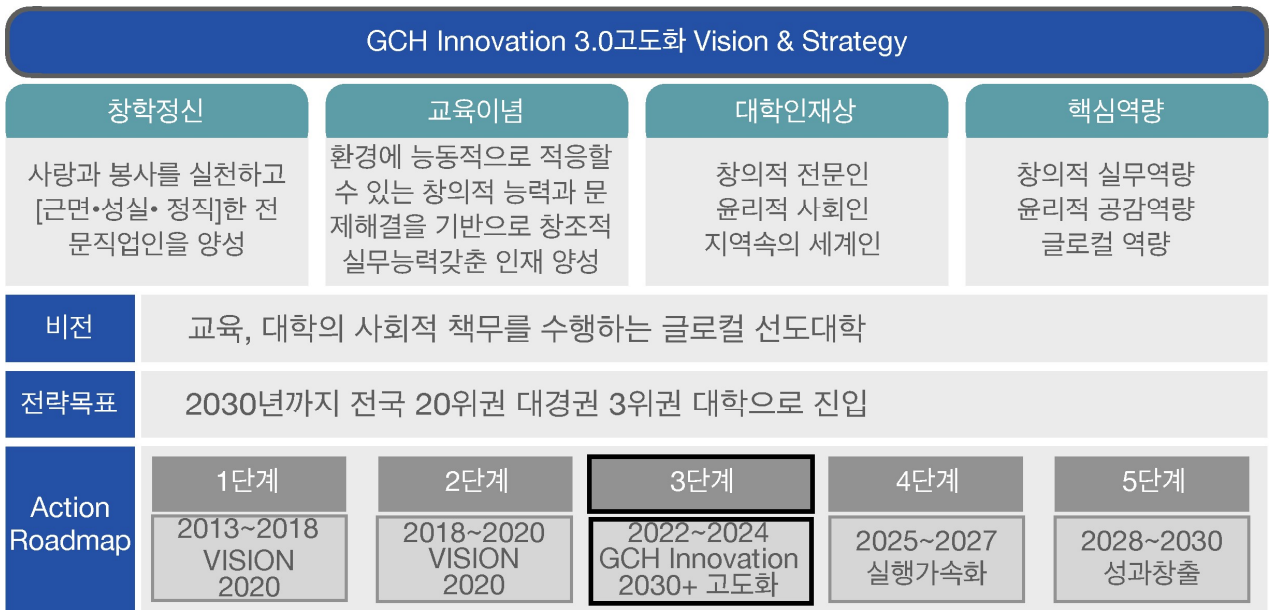 GCH Innovation 3.0고도화 Vision & Strategy
창학정신
사랑과 봉사를 실천하고
[근면•성실• 정직]한 전
문직업인을 양성
교육이념
환경에 능동적으로 적응할
수 있는 창의적 능력과 문
제해결을 기반으로 창조적
실무능력갖춘 인재 양성
대학인재상
창의적 전문인
윤리적 사회인
지역속의 세계인
핵심역량
창의적 실무역량
윤리적 공감역량
글로컬 역량
비전
교육, 대학의 사회적 책무를 수행하는 글로컬 선도대학
전략목표
2030년까지 전국 20위권 대경권 3위권 대학으로 진입
Action
Roadmap
1단계
2013~2018
VISION
2020
2단계
2018~2020
VISION
2020
3단계
2022~2024
GCH Innovation
2030+ 고도화
4단계
2025~2027
실행가속화
5단계
2028~2030
성과창출